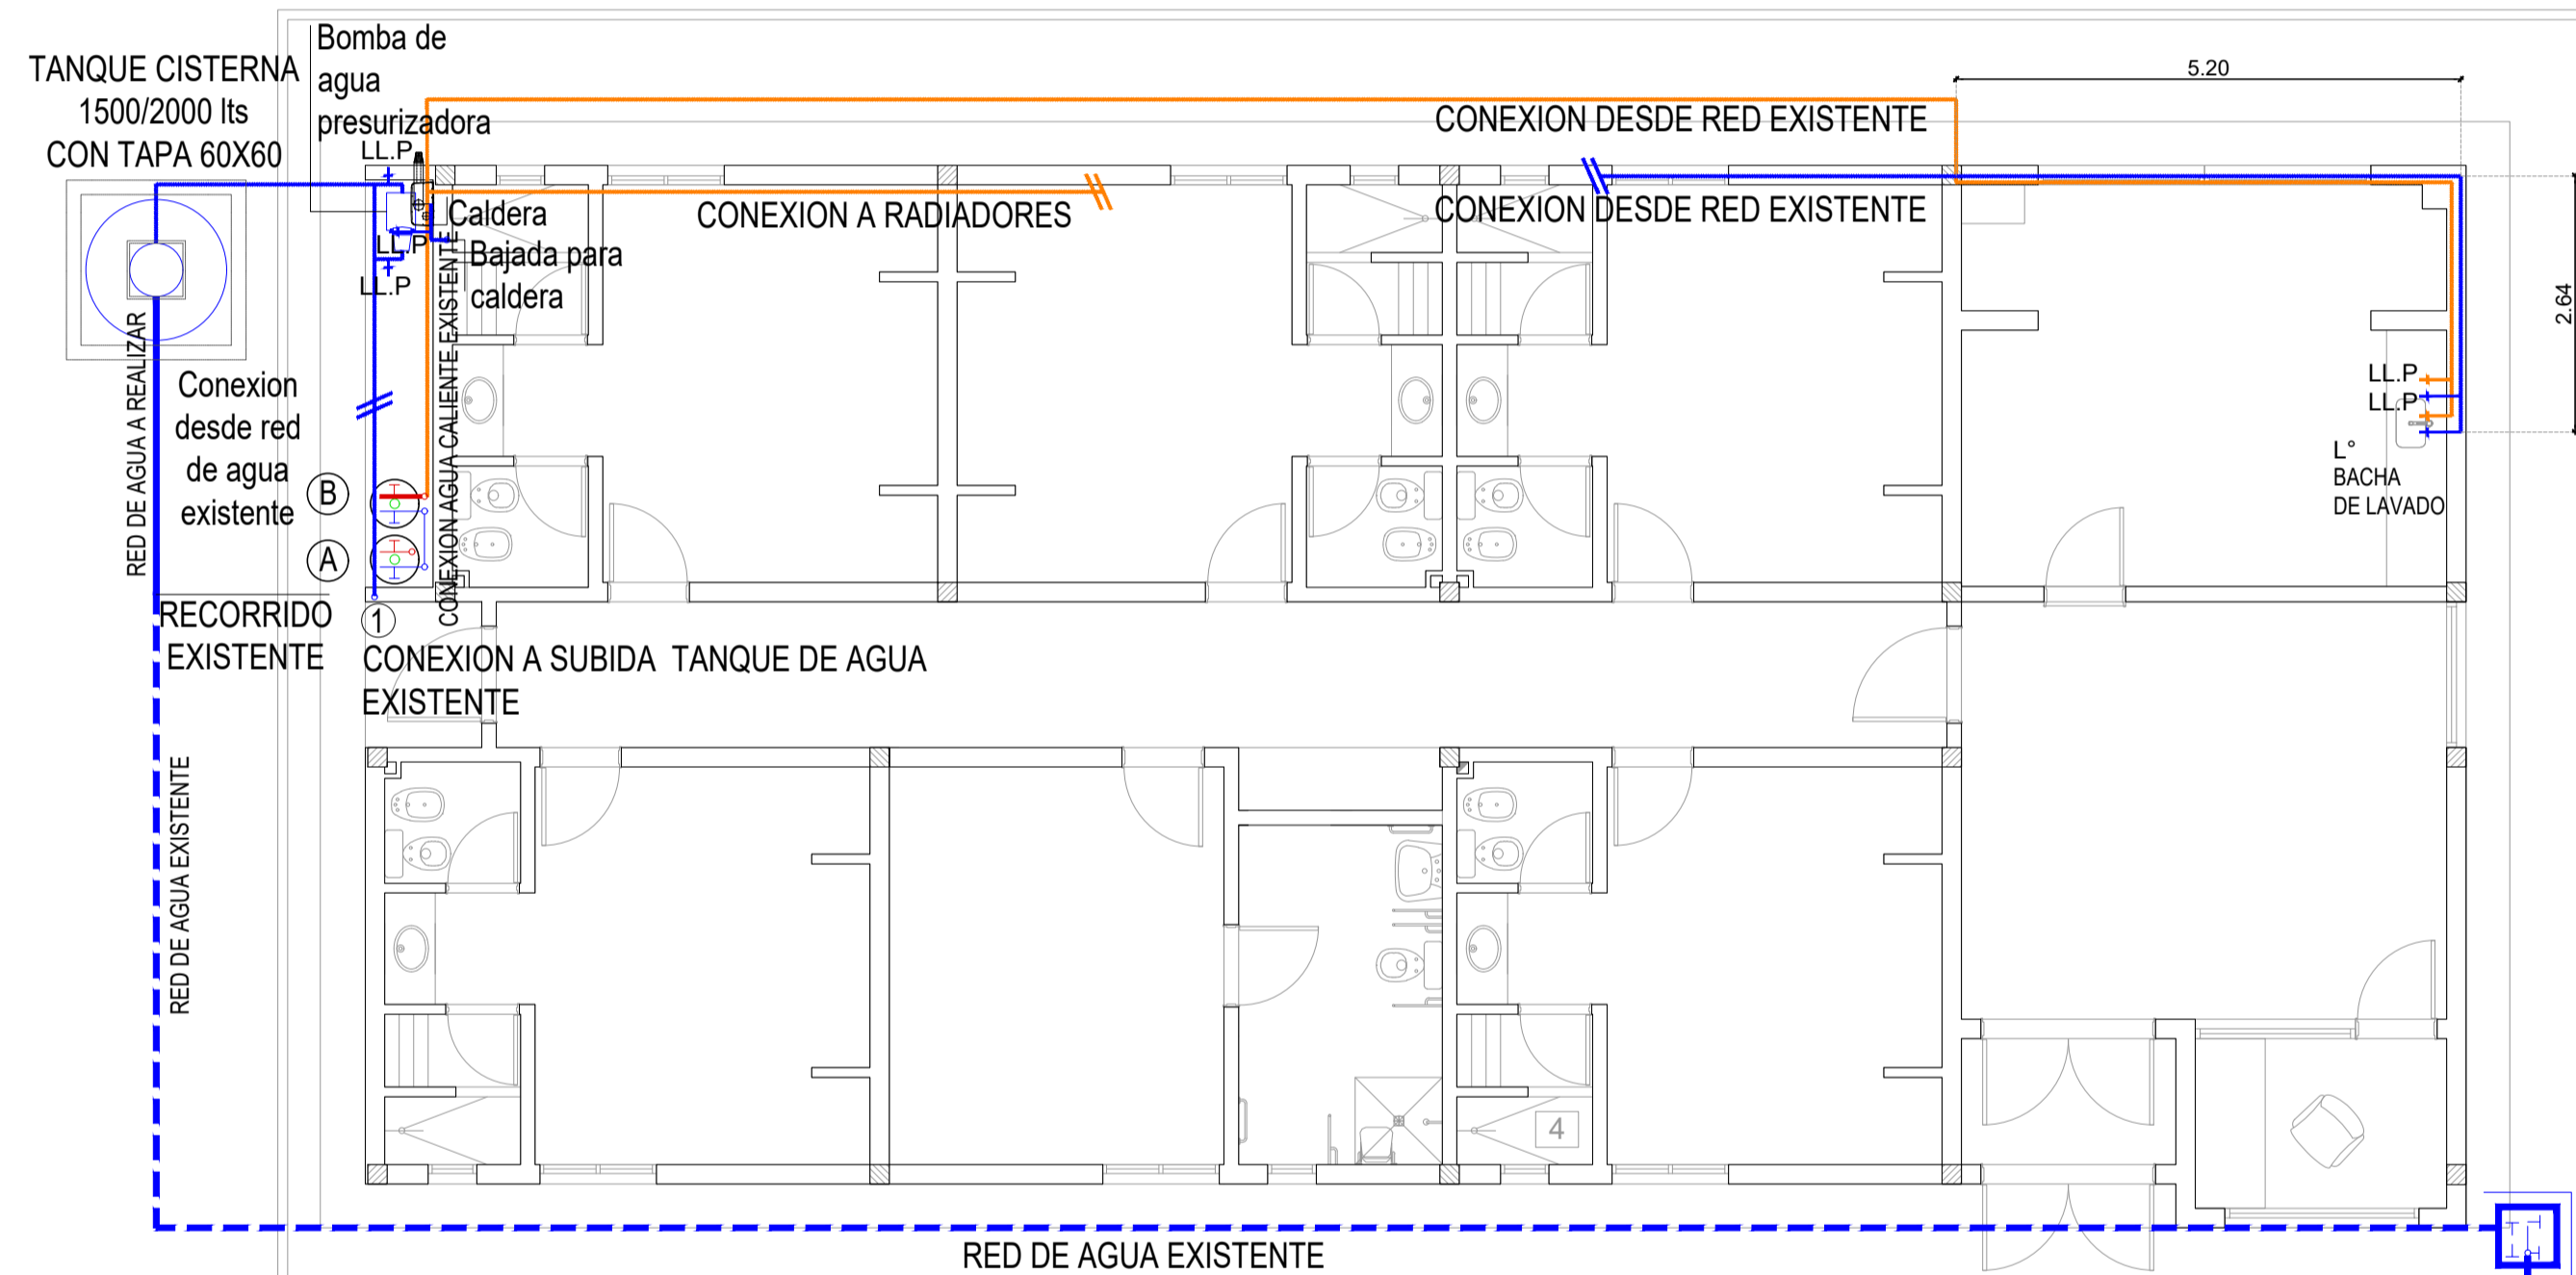 Bomba de
agua
presurizadora
TANQUE CISTERNA
1500/2000 lts
CON TAPA 60X60
5.20
CONEXION DESDE RED EXISTENTE
LL.P
CONEXION A RADIADORES
CONEXION DESDE RED EXISTENTE
Caldera
LL.P
Bajada para
caldera
LL.P
2.64
RED DE AGUA A REALIZAR
CONEXION AGUA CALIENTE EXISTENTE
Conexion
desde red
de agua
existente
LL.P
LL.P
L°
BACHA
DE LAVADO
B
A
RECORRIDO
EXISTENTE
1
CONEXION A SUBIDA TANQUE DE AGUA
EXISTENTE
RED DE AGUA EXISTENTE
4
RED DE AGUA EXISTENTE